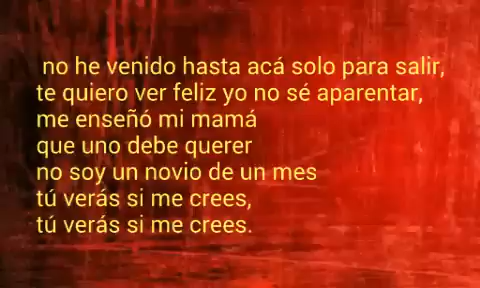 no he venido hasta acá solo para salir,
te quiero ver feliz yo no sé aparentar,
me enseñó mi mamá
que uno debe querer
no soy un novio de un mes
tú verás si me crees,
tú verás si me crees.